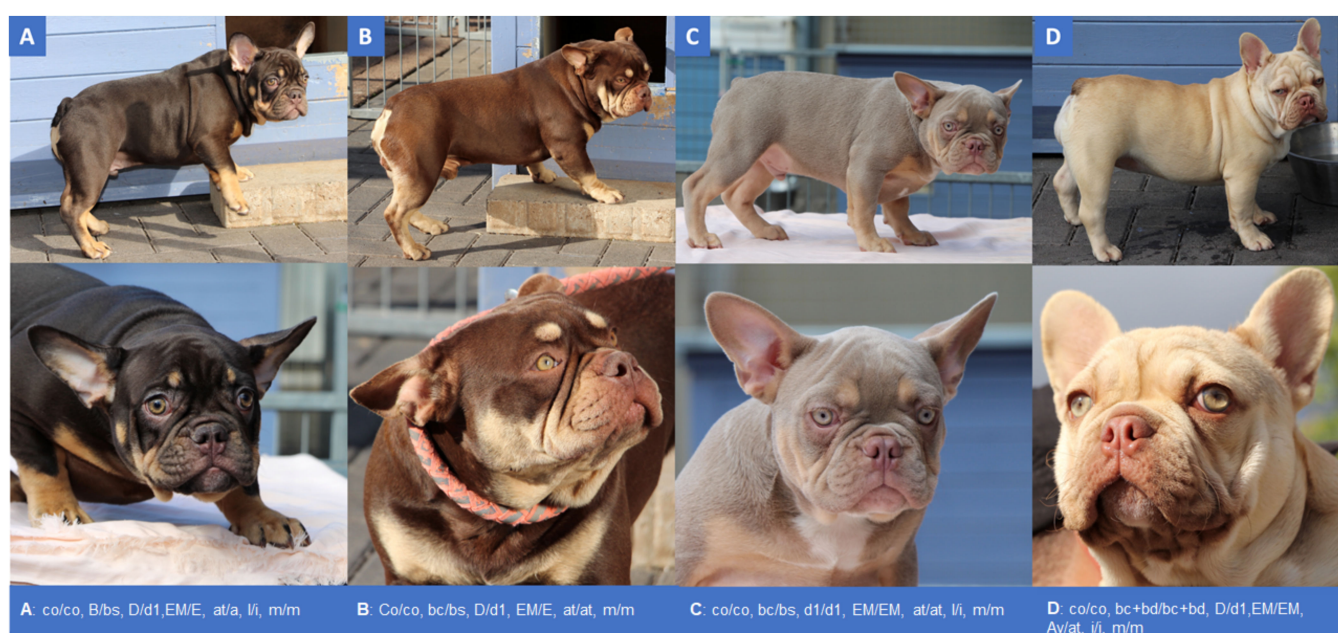 A
B
C
D
A: co/co, B/bs, D/d1,EM/E, at/a, I/i, m/m
B: Co/co, bc/bs, D/d1, EM/E, at/at, m/m
C: co/co, bc/bs, d1/d1, EM/EM, at/at, I/i, m/m
D: co/co, bc+bd/bc+bd, D/d1,EM/EM,
Ay/at, i/i, m/m